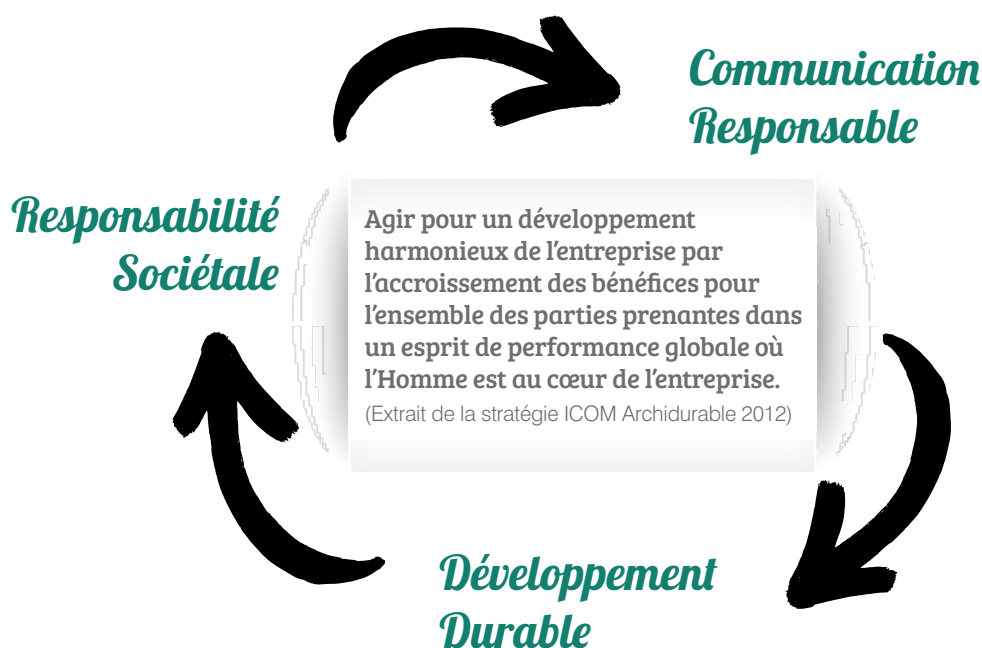 Communication
Responsable
Responsabilité
Sociétale
Agir pour un développement
harmonieux de l'entreprise par
l'accroissement des bénéfices pour
l'ensemble des parties prenantes dans
un esprit de performance globale où
l'Homme est au cœur de l'entreprise.
(Extrait de la stratégie ICOM Archidurable 2012)
Développement
Durable